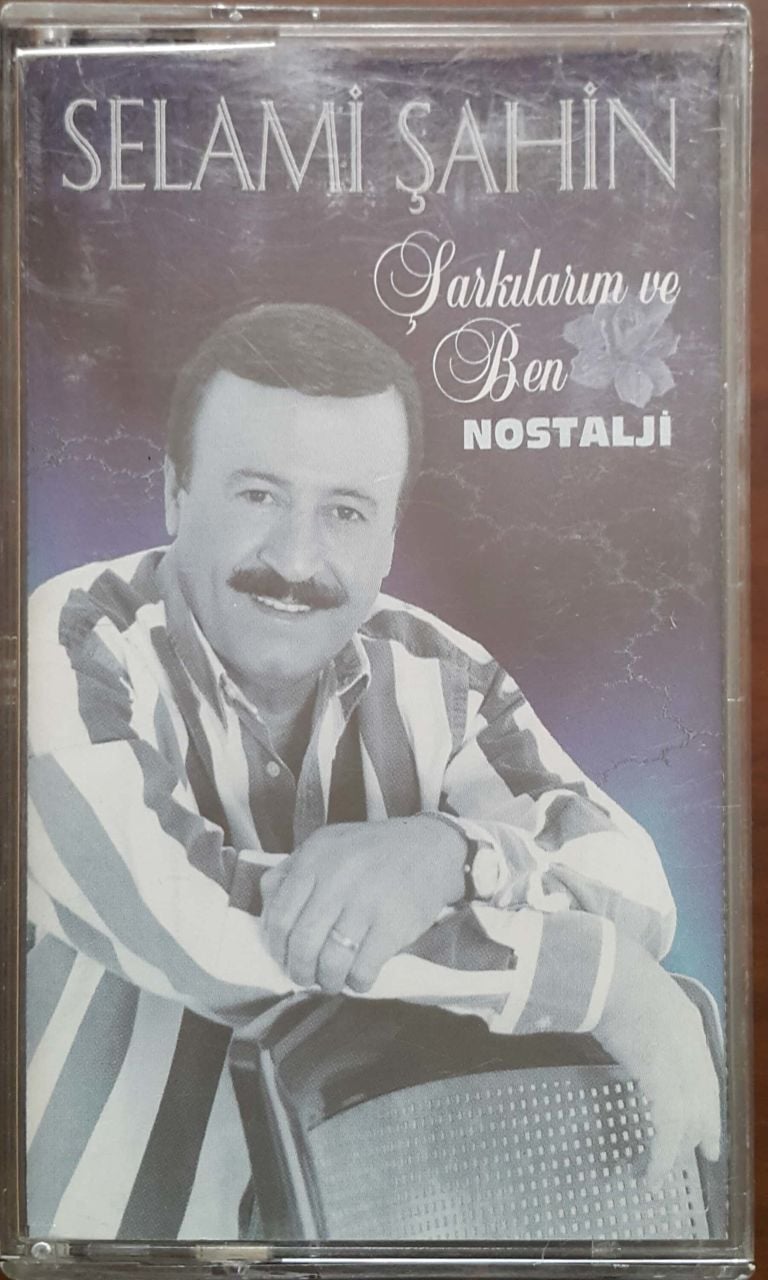 SELAMİ ŞAHİN
Şarkılarım ve
Ben
NOSTALJİ